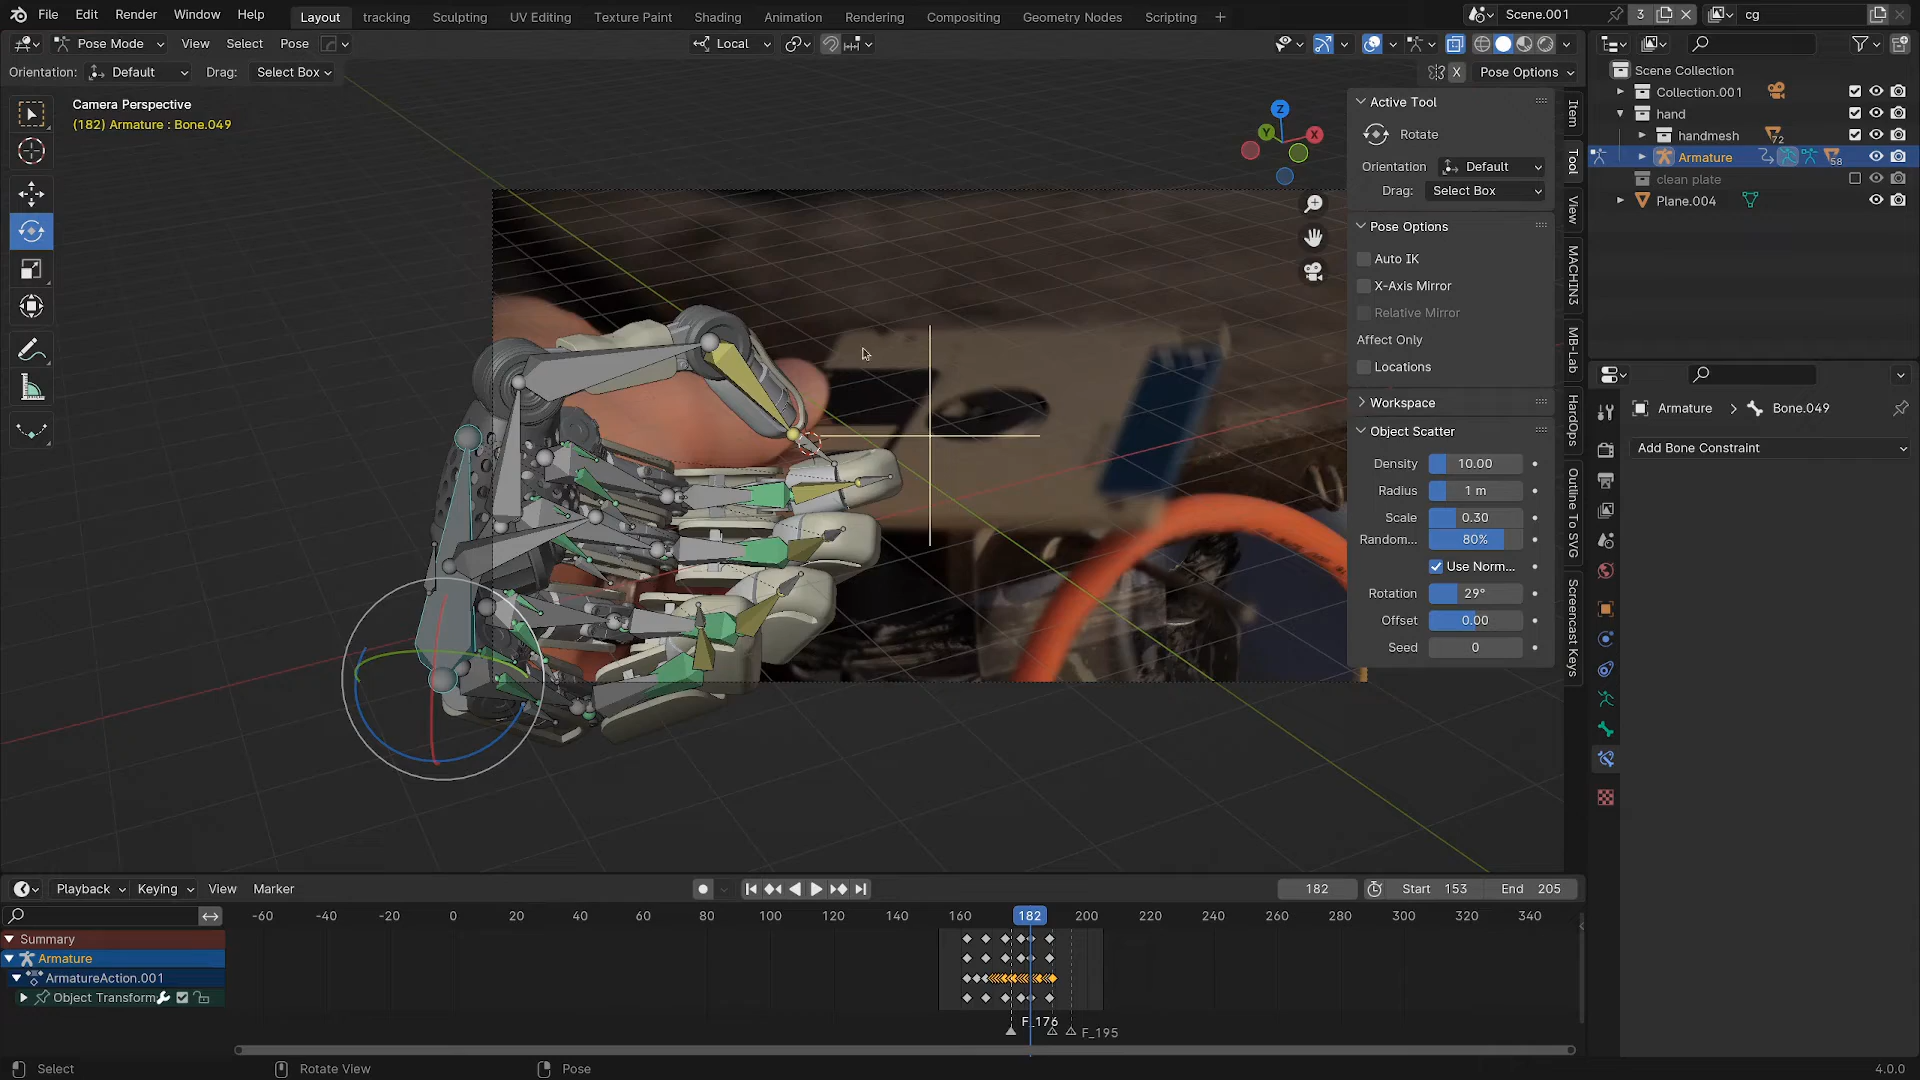 File Edit Render Window Help Layout tracking Sculpting UV Editing Texture Paint Shading Animation Rendering Compositing Geometry Nodes Scripting + Scene.001 3 cg
Pose Mode View Select Pose Local
Orientation: Default Drag: Select Box X Pose Options
Camera Perspective
(182) Armature : Bone.049
Z
Y
X
Active Tool
Rotate
Orientation Default
Drag: Select Box
Pose Options
Auto IK
X-Axis Mirror
Relative Mirror
Affect Only
Locations
Workspace
Object Scatter
Density 10.00
Radius 1 m
Scale 0.30
Random... 80%
Use Norm...
Rotation 29°
Offset 0.00
Seed 0
Item
Tool
View
MACHIN3
MB-Lab
HardOps
Outline To SVG
Screencast Keys
Scene Collection
Collection.001
hand
handmesh 72
Armature 58
clean plate
Plane.004
Armature > Bone.049
Add Bone Constraint
Playback Keying View Marker 182 Start 153 End 205
-60 -40 -20 0 20 40 60 80 100 120 140 160 182 200 220 240 260 280 300 320 340
Summary
Armature
ArmatureAction.001
Object Transform
F_176
F_195
Select Rotate View Pose 4.0.0